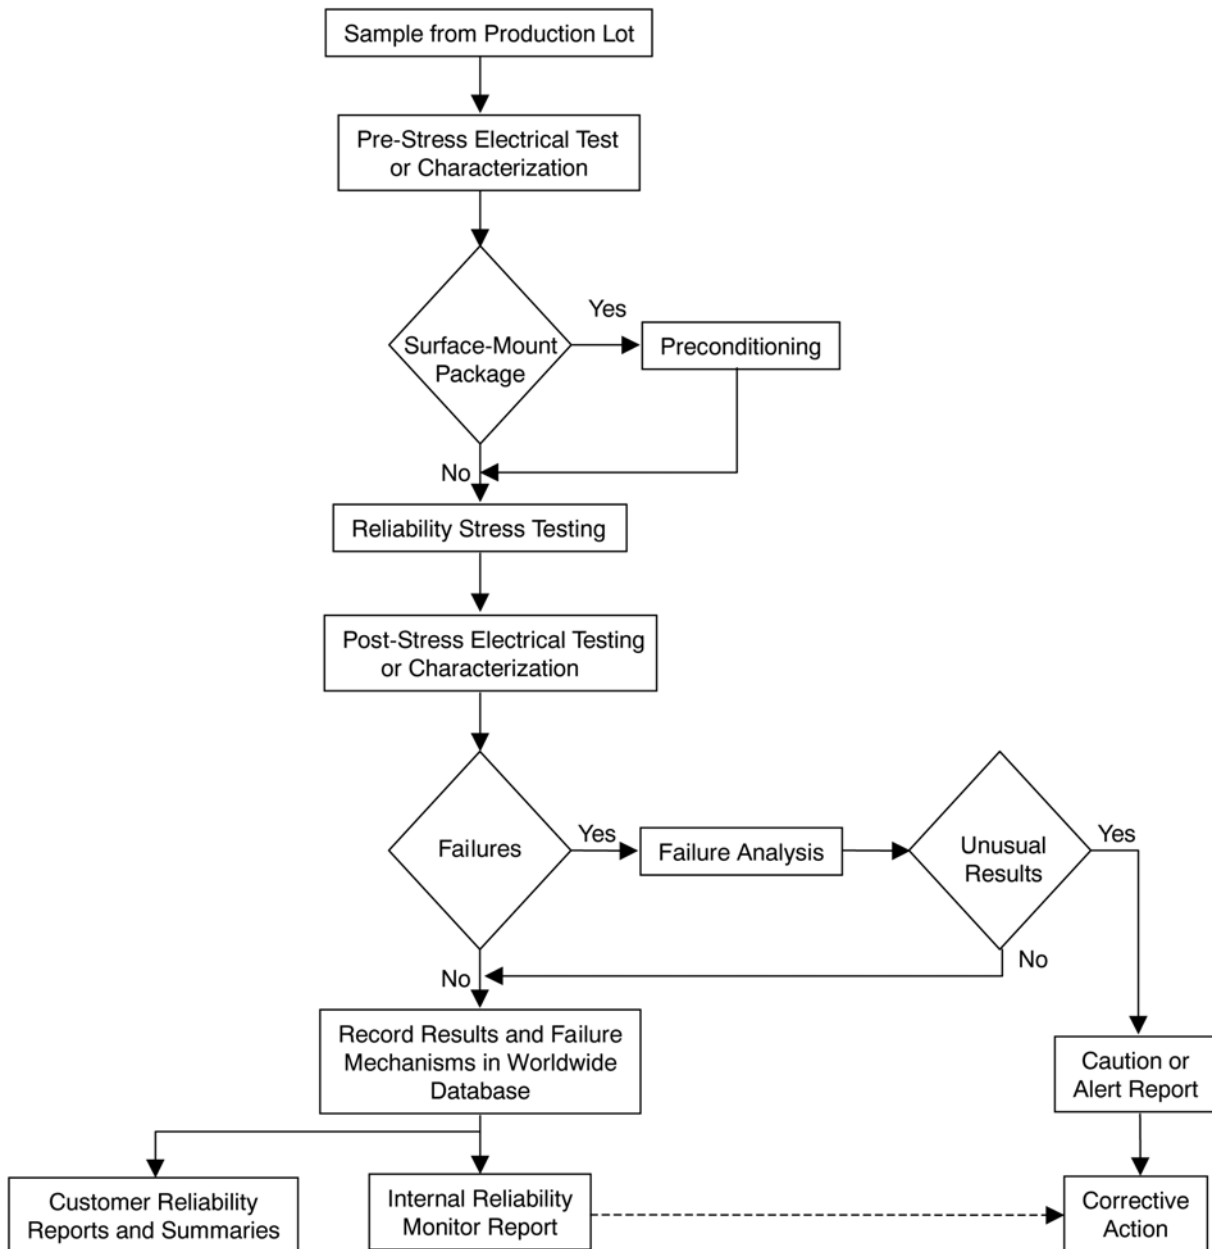 Sample from Production Lot
Pre-Stress Electrical Test
or Characterization
Yes
Surface-Mount
Package
Preconditioning
No
Reliability Stress Testing
Post-Stress Electrical Testing
or Characterization
Failures
Yes
Failure Analysis
Unusual
Results
Yes
No
No
Record Results and Failure
Mechanisms in Worldwide
Database
Caution or
Alert Report
Customer Reliability
Reports and Summaries
Internal Reliability
Monitor Report
Corrective
Action